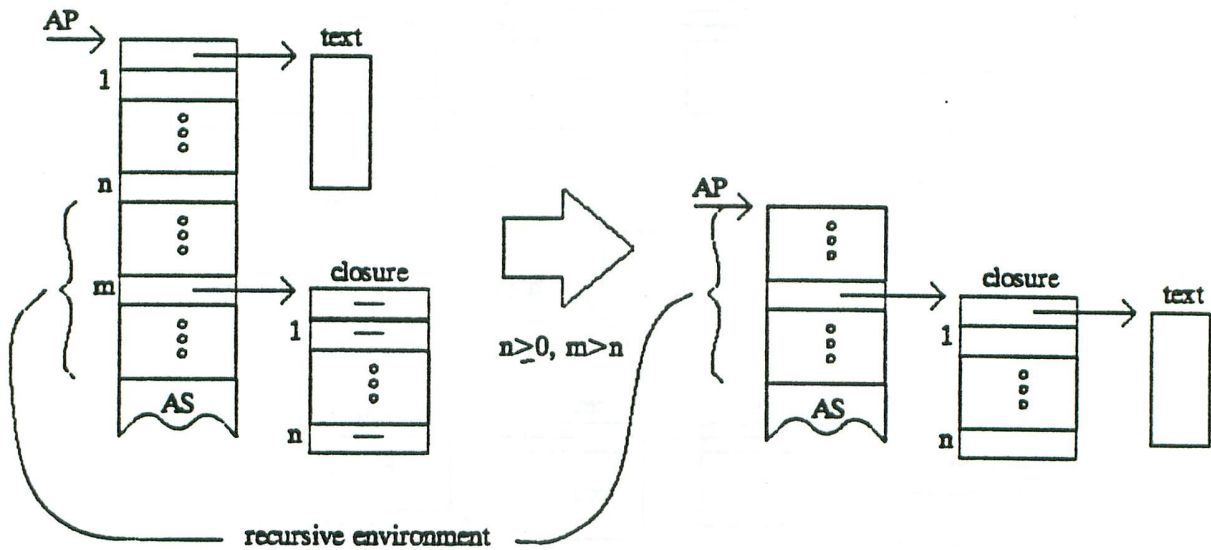 AP
text
1
n
m
closure
1
n
AS
n≥0, m>n
AP
closure
text
1
n
AS
recursive environment